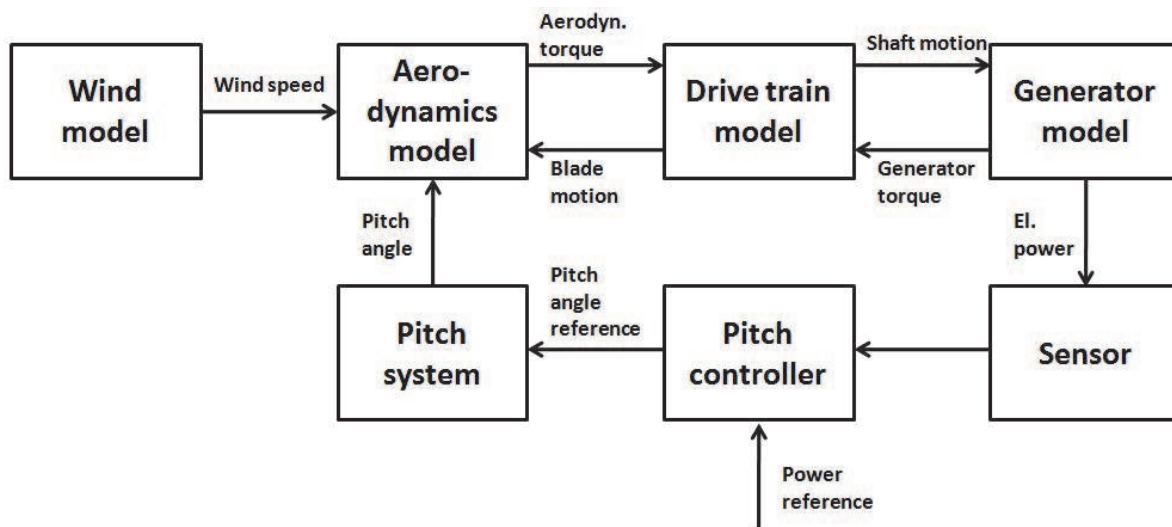 Wind
model
Wind speed
Aero-
dynamics
model
Aerodyn.
torque
Blade
motion
Drive train
model
Shaft motion
Generator
torque
Generator
model
El.
power
Pitch
angle
Pitch
system
Pitch
angle
reference
Pitch
controller
Sensor
Power
reference